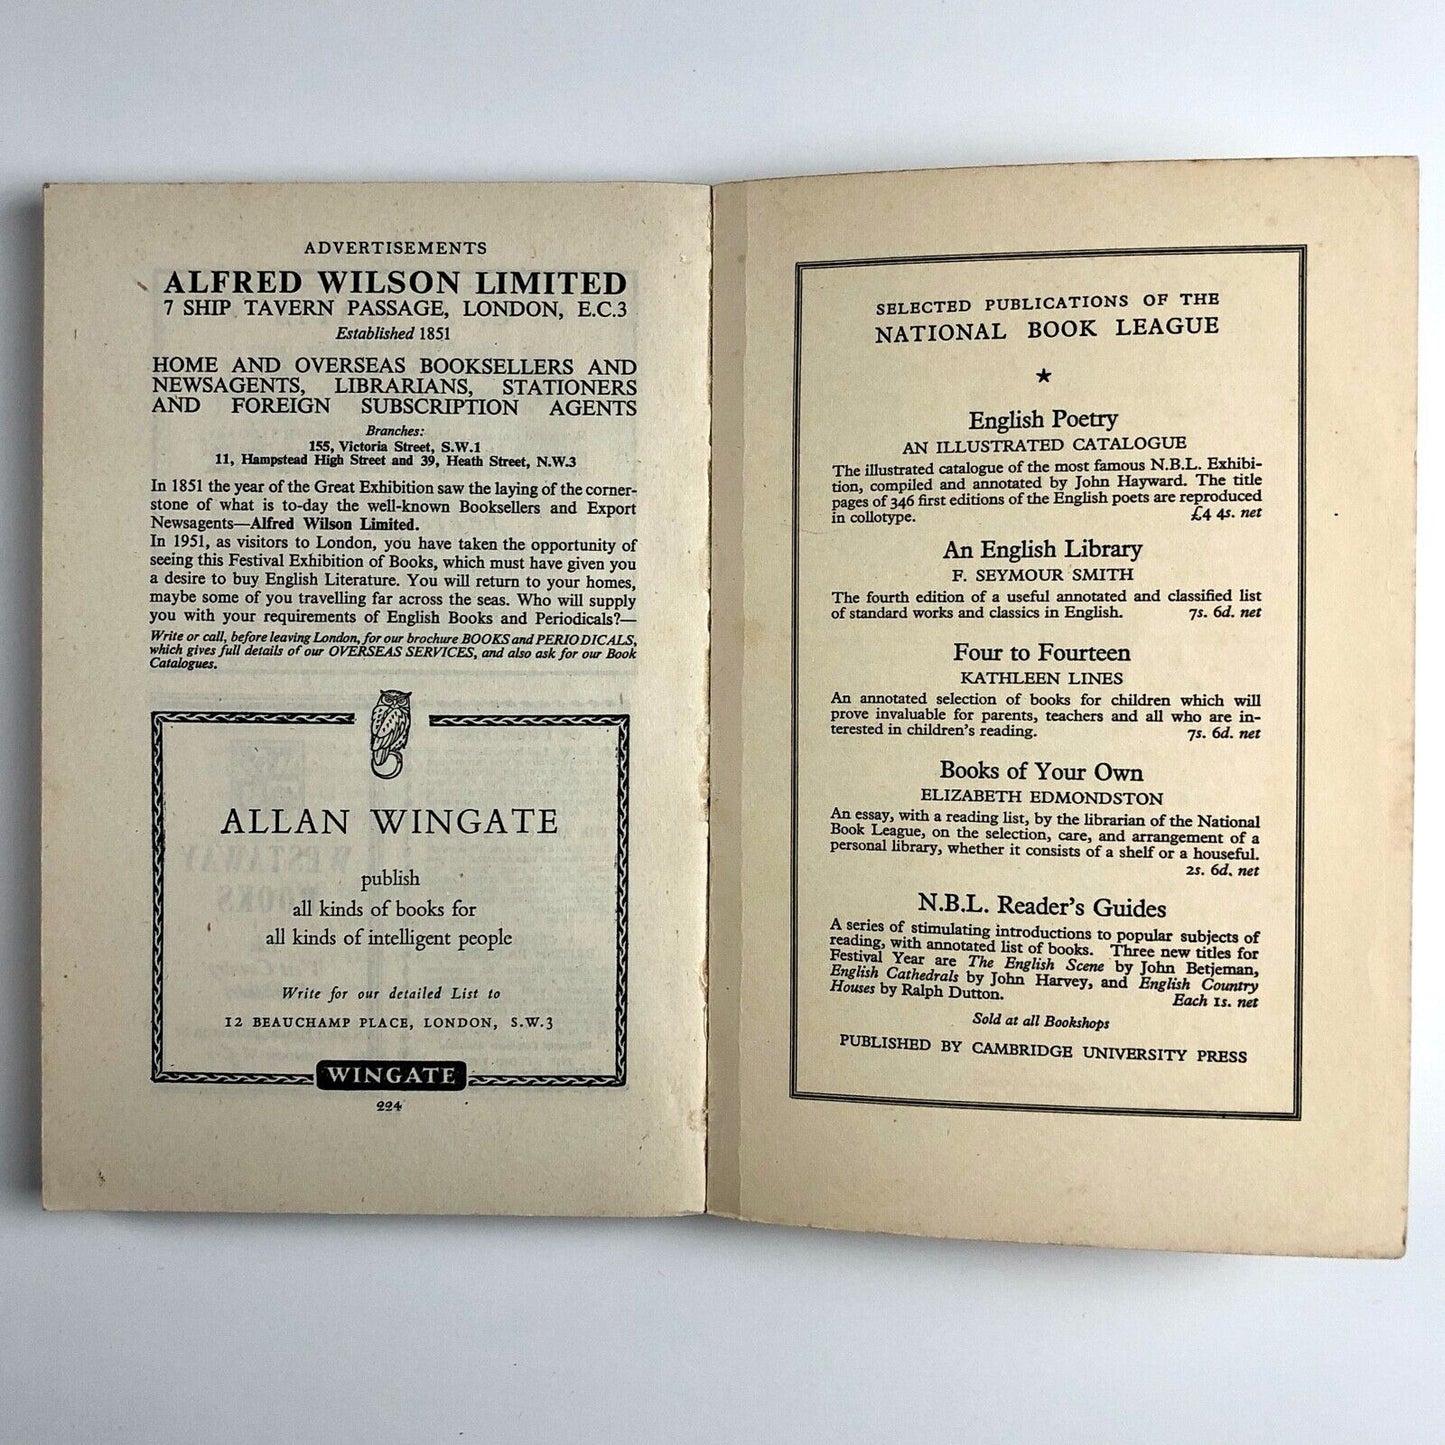 ADVERTISEMENTS
ALFRED WILSON LIMITED
7 SHIP TAVERN PASSAGE, LONDON, E.C.3
Established 1851
HOME AND OVERSEAS BOOKSELLERS AND
NEWSAGENTS, LIBRARIANS, STATIONERS
AND FOREIGN SUBSCRIPTION AGENTS
Branches:
155, Victoria Street, S.W.1
11, Hampstead High Street and 39, Heath Street, N.W.3
In 1851 the year of the Great Exhibition saw the laying of the corner-
stone of what is to-day the well-known Booksellers and Export
Newsagents—Alfred Wilson Limited.
In 1951, as visitors to London, you have taken the opportunity of
seeing this Festival Exhibition of Books, which must have given you
a desire to buy English Literature. You will return to your homes,
maybe some of you travelling far across the seas. Who will supply
you with your requirements of English Books and Periodicals?—
Write or call, before leaving London, for our brochure BOOKS and PERIODICALS,
which gives full details of our OVERSEAS SERVICES, and also ask for our Book
Catalogues.
ALLAN WINGATE
publish
all kinds of books for
all kinds of intelligent people
Write for our detailed List to
12 BEAUCHAMP PLACE, LONDON, S.W.3
WINGATE
224
SELECTED PUBLICATIONS OF THE
NATIONAL BOOK LEAGUE
★
English Poetry
AN ILLUSTRATED CATALOGUE
The illustrated catalogue of the most famous N.B.L. Exhibi-
tion, compiled and annotated by John Hayward. The title
pages of 346 first editions of the English poets are reproduced
in collotype. £4 4s. net
An English Library
F. SEYMOUR SMITH
The fourth edition of a useful annotated and classified list
of standard works and classics in English. 7s. 6d. net
Four to Fourteen
KATHLEEN LINES
An annotated selection of books for children which will
prove invaluable for parents, teachers and all who are in-
terested in children's reading. 7s. 6d. net
Books of Your Own
ELIZABETH EDMONDSTON
An essay, with a reading list, by the librarian of the National
Book League, on the selection, care, and arrangement of a
personal library, whether it consists of a shelf or a houseful.
2s. 6d. net
N.B.L. Reader's Guides
A series of stimulating introductions to popular subjects of
reading, with annotated list of books. Three new titles for
Festival Year are The English Scene by John Betjeman,
English Cathedrals by John Harvey, and English Country
Houses by Ralph Dutton. Each 1s. net
Sold at all Bookshops
PUBLISHED BY CAMBRIDGE UNIVERSITY PRESS